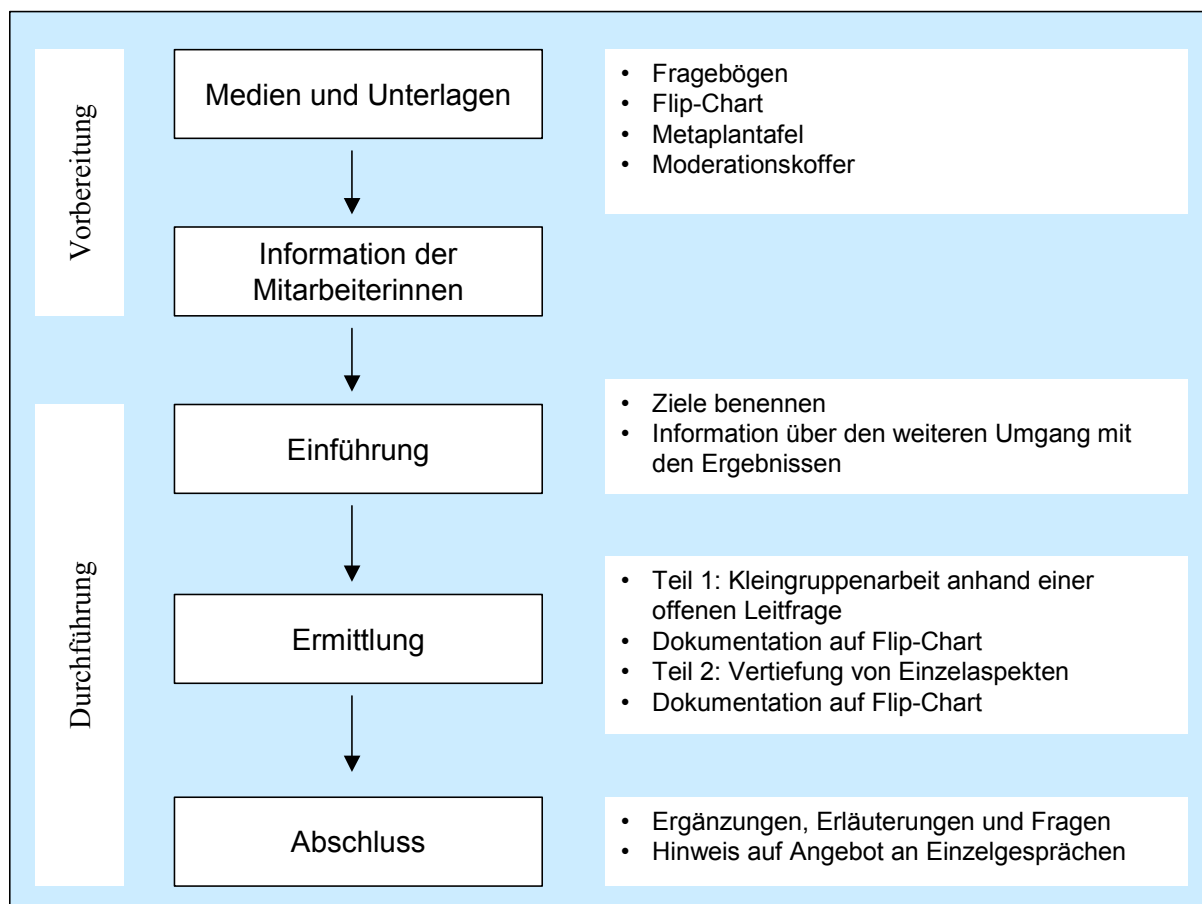 Vorbereitung
Medien und Unterlagen
• Fragebögen
• Flip-Chart
• Metaplantafel
• Moderationskoffer
Information der
Mitarbeiterinnen
Durchführung
Einführung
• Ziele benennen
• Information über den weiteren Umgang mit
den Ergebnissen
Ermittlung
• Teil 1: Kleingruppenarbeit anhand einer
offenen Leitfrage
• Dokumentation auf Flip-Chart
• Teil 2: Vertiefung von Einzelaspekten
• Dokumentation auf Flip-Chart
Abschluss
• Ergänzungen, Erläuterungen und Fragen
• Hinweis auf Angebot an Einzelgesprächen